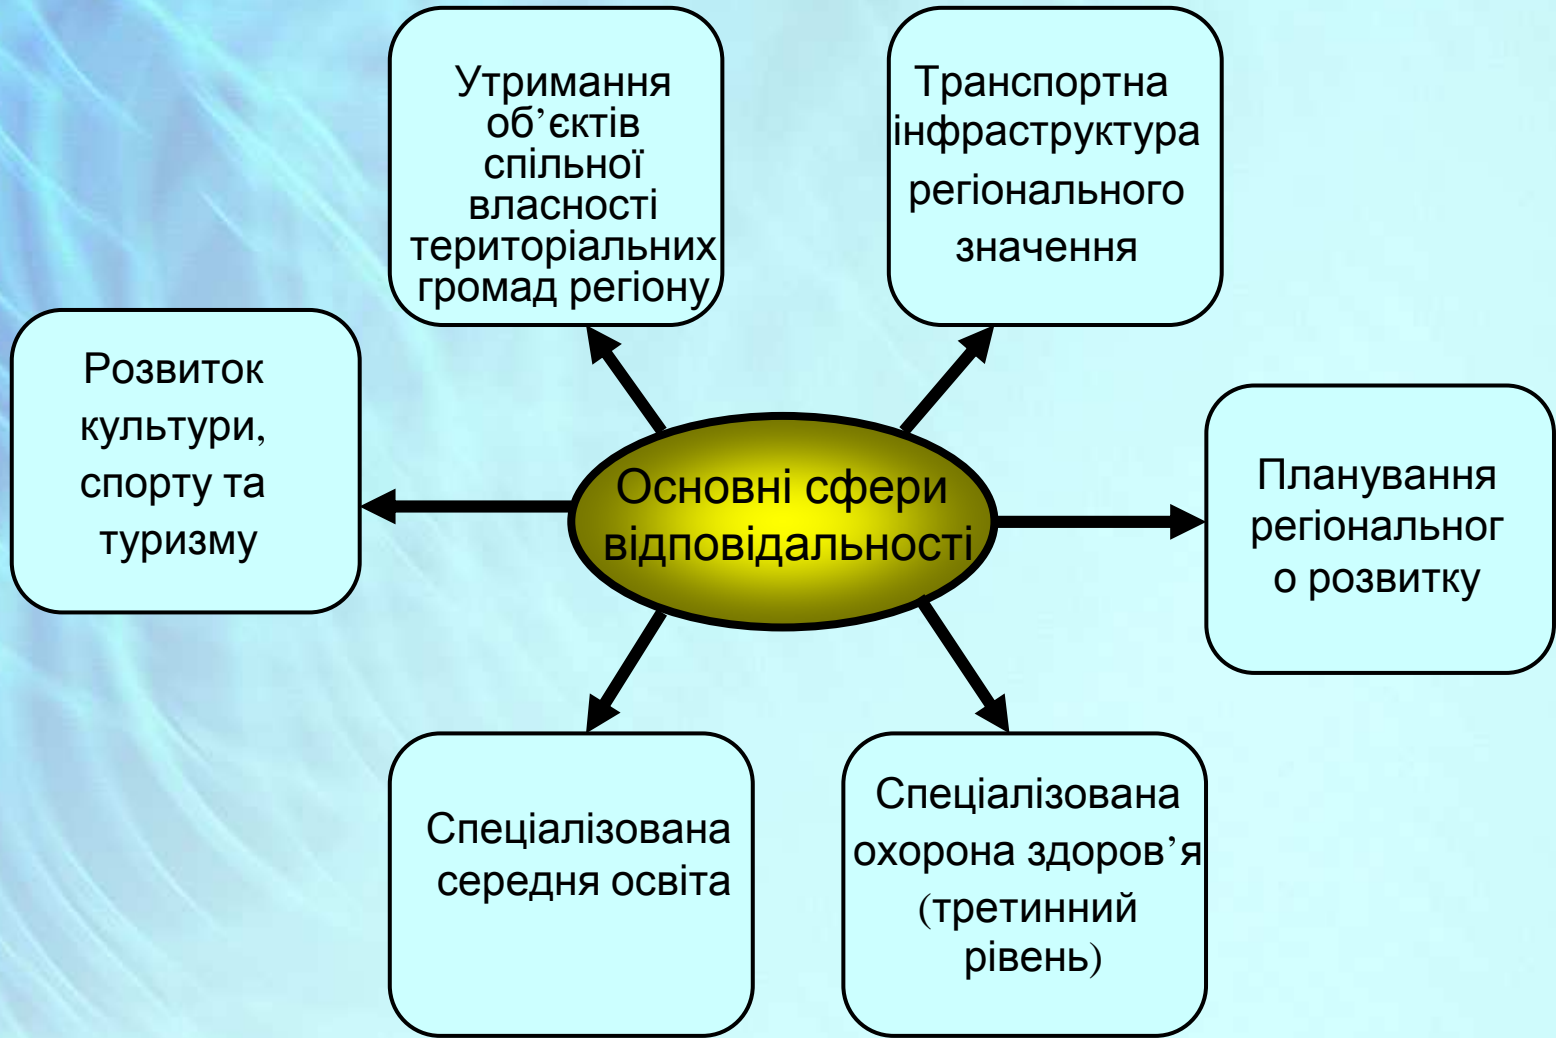 Утримання
об’єктів
спільної
власності
територіальних
громад регіону
Транспортна
інфраструктура
регіонального
значення
Розвиток
культури,
спорту та
туризму
Основні сфери
відповідальності
Планування
регіональног
о розвитку
Спеціалізована
середня освіта
Спеціалізована
охорона здоров’я
(третинний
рівень)